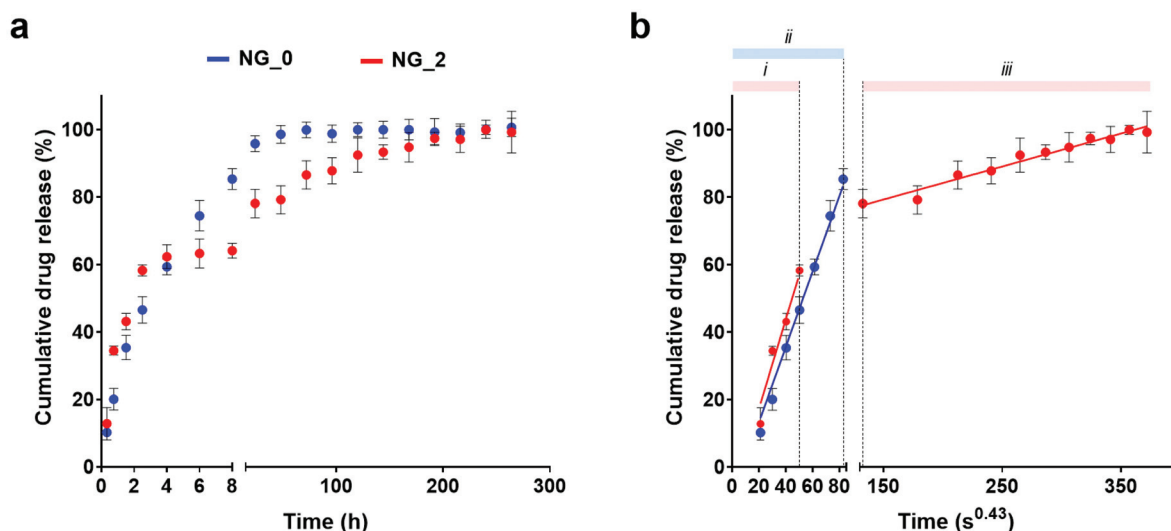 a
NG_0
NG_2
Cumulative drug release (%)
100
80
60
40
20
0
0 2 4 6 8 100 200 300
Time (h)
b
ii
i
iii
Cumulative drug release (%)
100
80
60
40
20
0
0 20 40 60 80 150 250 350
Time (s^0.43)